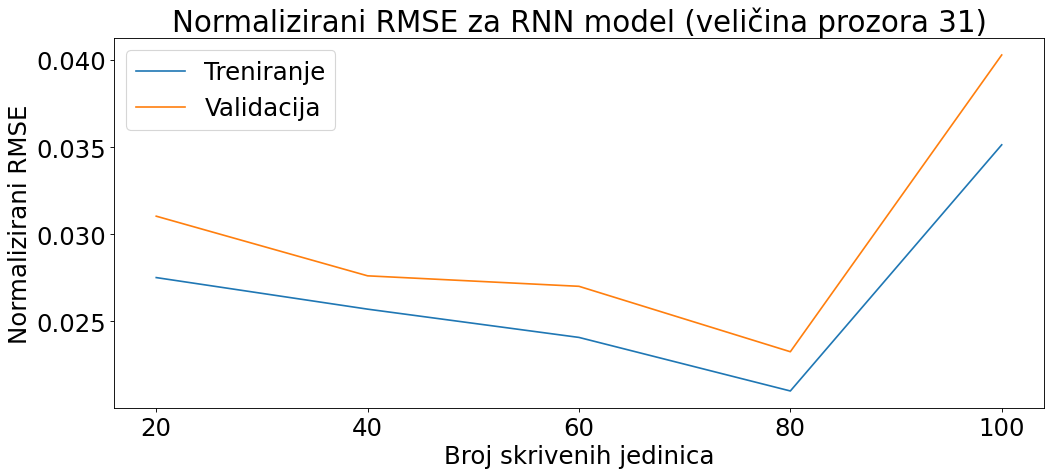 Normalizirani RMSE za RNN model (veličina prozora 31)
Treniranje
Validacija
Normalizirani RMSE
0.040
0.035
0.030
0.025
20 40 60 80 100
Broj skrivenih jedinica